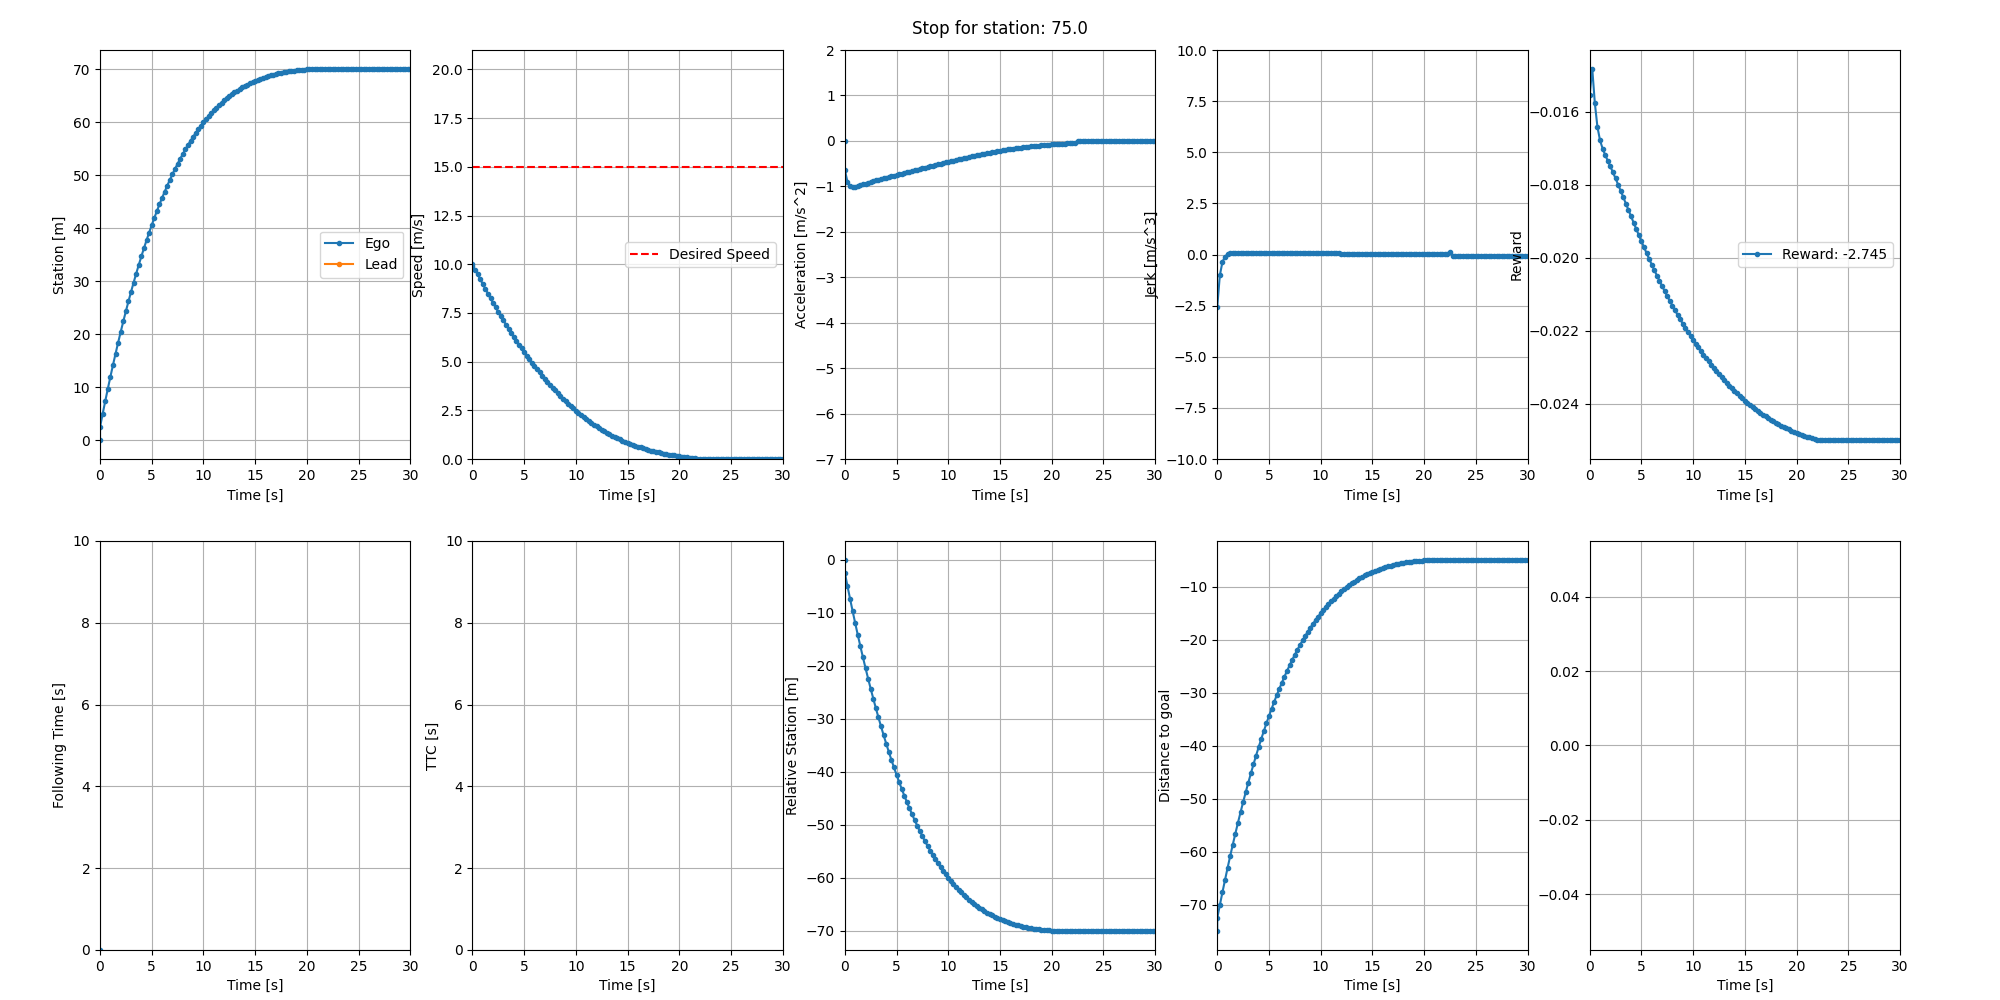 Stop for station: 75.0
Station [m]
70
60
50
40
30
20
10
0
Ego
Lead
0 5 10 15 20 25 30
Time [s]
Speed [m/s]
20.0
17.5
15.0
12.5
10.0
7.5
5.0
2.5
0.0
Desired Speed
0 5 10 15 20 25 30
Time [s]
Acceleration [m/s^2]
2
1
0
−1
−2
−3
−4
−5
−6
−7
0 5 10 15 20 25 30
Time [s]
Jerk [m/s^3]
10.0
7.5
5.0
2.5
0.0
−2.5
−5.0
−7.5
−10.0
0 5 10 15 20 25 30
Time [s]
Reward
−0.016
−0.018
−0.020
−0.022
−0.024
Reward: -2.745
0 5 10 15 20 25 30
Time [s]
Following Time [s]
10
8
6
4
2
0
0 5 10 15 20 25 30
Time [s]
TTC [s]
10
8
6
4
2
0
0 5 10 15 20 25 30
Time [s]
Relative Station [m]
0
−10
−20
−30
−40
−50
−60
−70
0 5 10 15 20 25 30
Time [s]
Distance to goal
−10
−20
−30
−40
−50
−60
−70
0 5 10 15 20 25 30
Time [s]
0.04
0.02
0.00
−0.02
−0.04
0 5 10 15 20 25 30
Time [s]